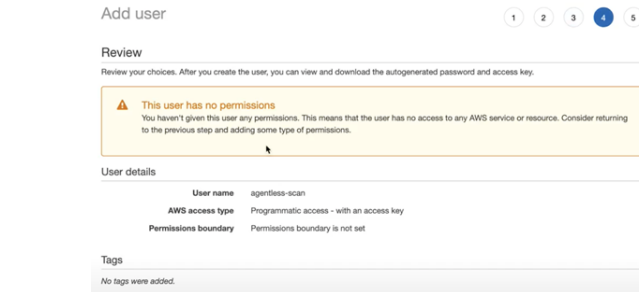 Add user
1 2 3 4 5
Review
Review your choices. After you create the user, you can view and download the autogenerated password and access key.
This user has no permissions
You haven't given this user any permissions. This means that the user has no access to any AWS service or resource. Consider returning
to the previous step and adding some type of permissions.
User details
User name agentless-scan
AWS access type Programmatic access - with an access key
Permissions boundary Permissions boundary is not set
Tags
No tags were added.